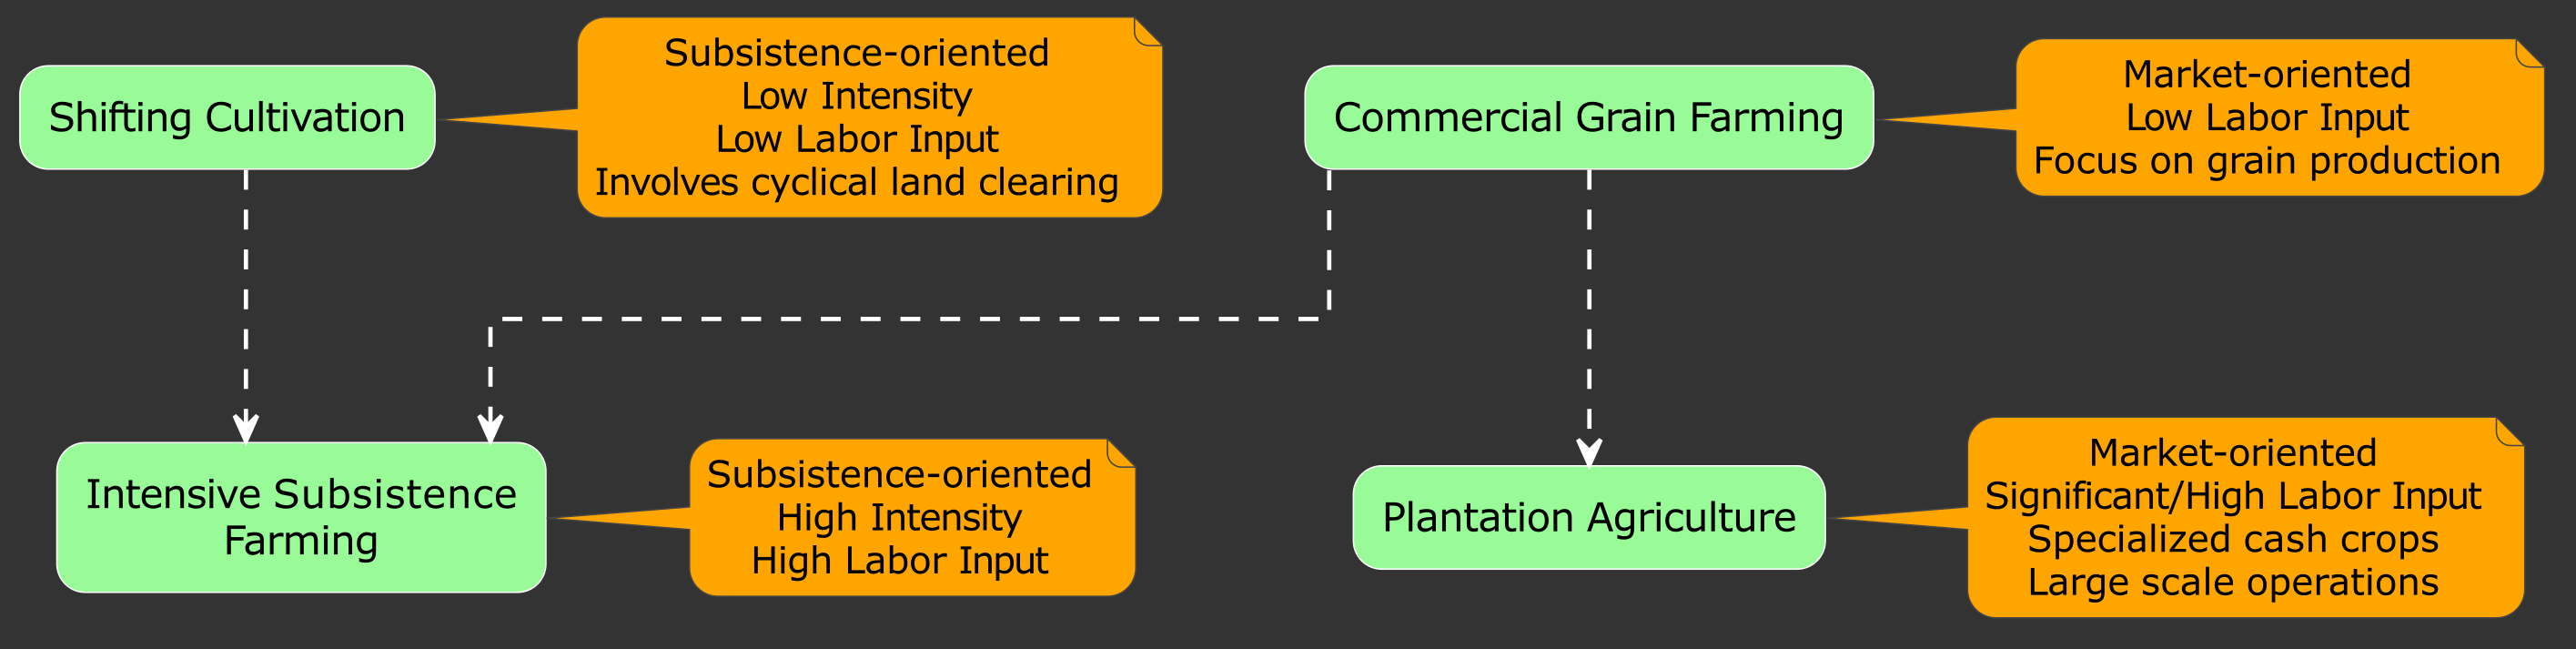 Shifting Cultivation
Subsistence-oriented
Low Intensity
Low Labor Input
Involves cyclical land clearing
Commercial Grain Farming
Market-oriented
Low Labor Input
Focus on grain production
Intensive Subsistence
Farming
Subsistence-oriented
High Intensity
High Labor Input
Plantation Agriculture
Market-oriented
Significant/High Labor Input
Specialized cash crops
Large scale operations